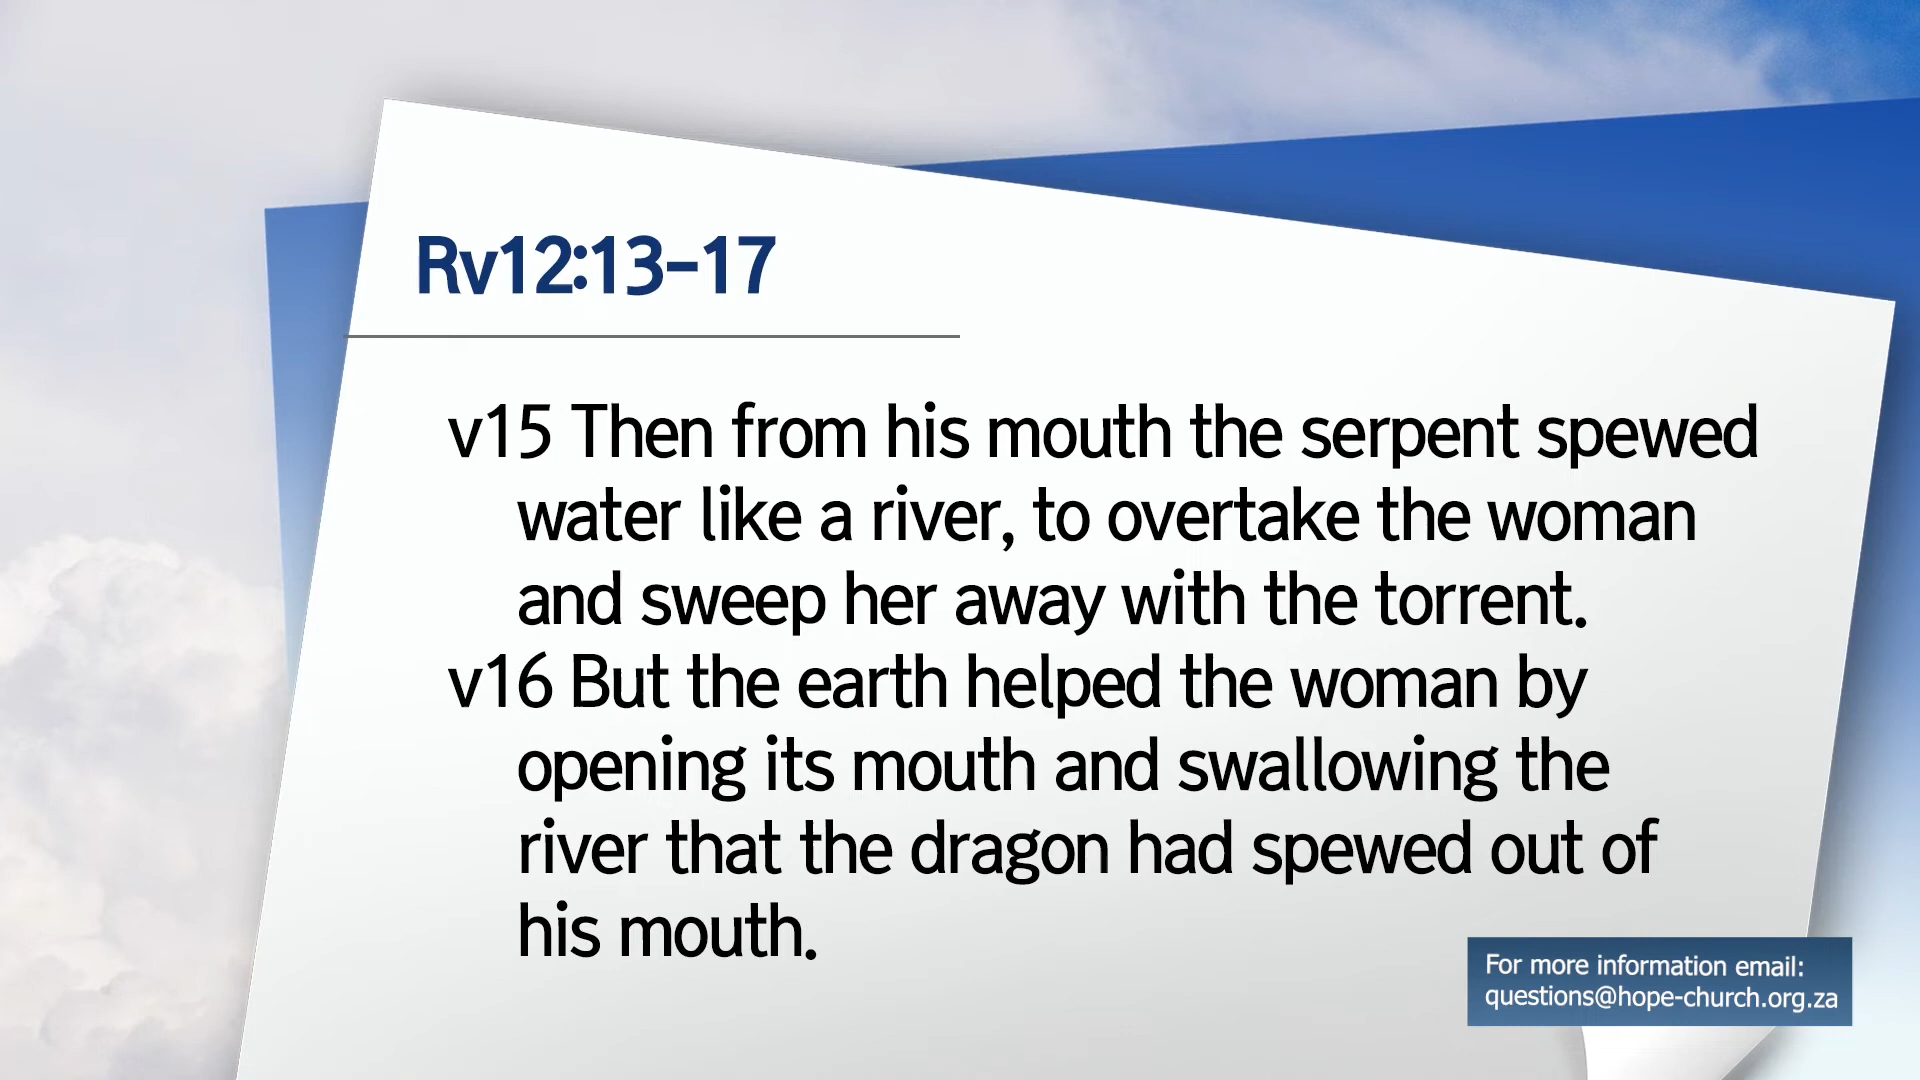 Rv12:13-17
v15 Then from his mouth the serpent spewed
water like a river, to overtake the woman
and sweep her away with the torrent.
v16 But the earth helped the woman by
opening its mouth and swallowing the
river that the dragon had spewed out of
his mouth.
For more information email:
questions@hope-church.org.za